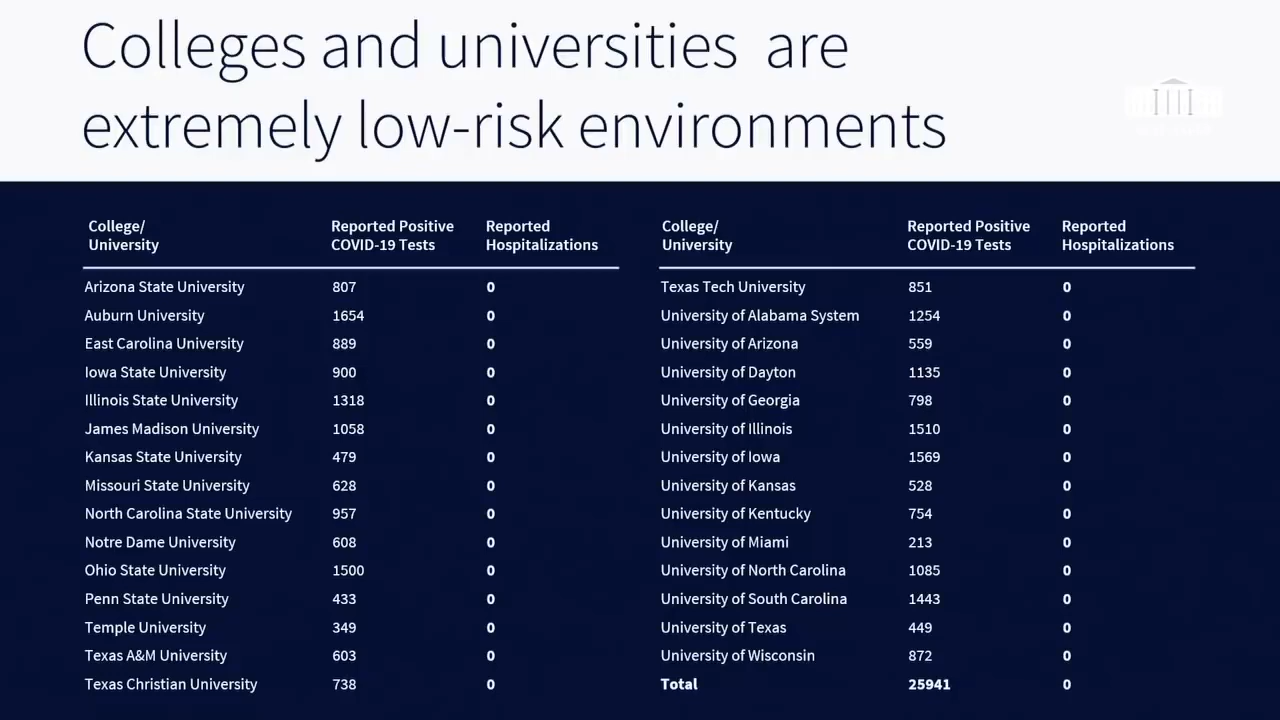 Colleges and universities are
extremely low-risk environments
College/ University Reported Positive COVID-19 Tests Reported Hospitalizations
Arizona State University 807 0
Auburn University 1654 0
East Carolina University 889 0
Iowa State University 900 0
Illinois State University 1318 0
James Madison University 1058 0
Kansas State University 479 0
Missouri State University 628 0
North Carolina State University 957 0
Notre Dame University 608 0
Ohio State University 1500 0
Penn State University 433 0
Temple University 349 0
Texas A&M University 603 0
Texas Christian University 738 0
College/ University Reported Positive COVID-19 Tests Reported Hospitalizations
Texas Tech University 851 0
University of Alabama System 1254 0
University of Arizona 559 0
University of Dayton 1135 0
University of Georgia 798 0
University of Illinois 1510 0
University of Iowa 1569 0
University of Kansas 528 0
University of Kentucky 754 0
University of Miami 213 0
University of North Carolina 1085 0
University of South Carolina 1443 0
University of Texas 449 0
University of Wisconsin 872 0
Total 25941 0